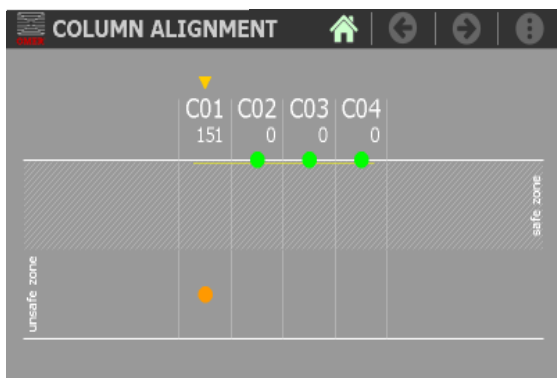 COLUMN ALIGNMENT
C01 C02 C03 C04
151 0 0 0
safe zone
unsafe zone